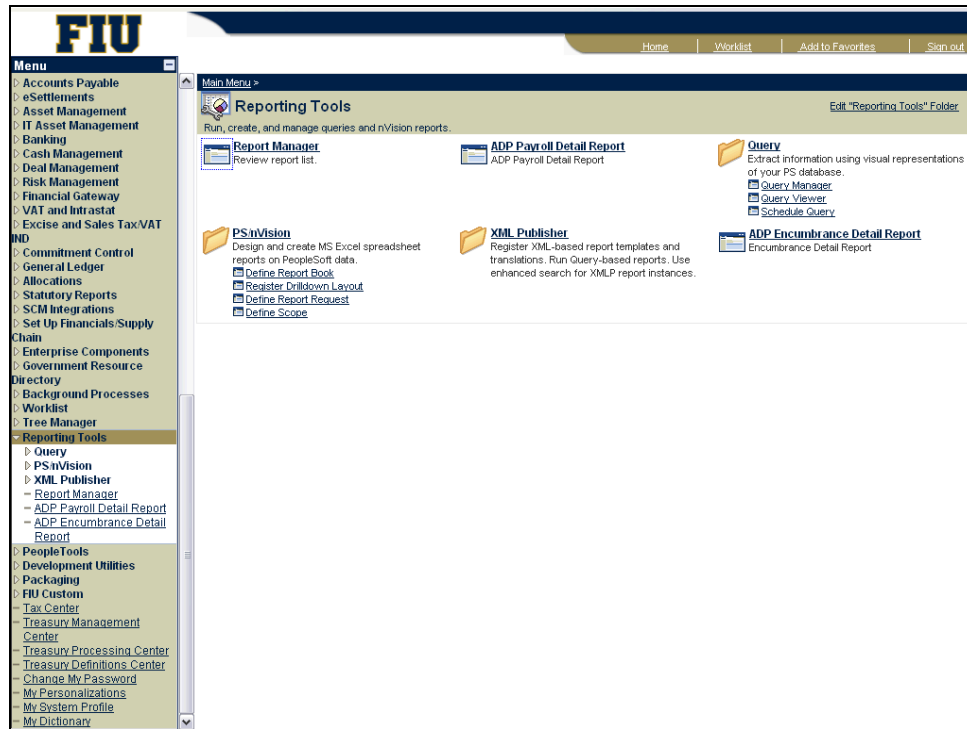 FIU
Home
Worklist
Add to Favorites
Sign out
Menu
Accounts Payable
eSettlements
Asset Management
IT Asset Management
Banking
Cash Management
Deal Management
Risk Management
Financial Gateway
VAT and Intrastat
Excise and Sales Tax/VAT
IND
Commitment Control
General Ledger
Allocations
Statutory Reports
SCM Integrations
Set Up Financials/Supply
Chain
Enterprise Components
Government Resource
Directory
Background Processes
Worklist
Tree Manager
Reporting Tools
Query
PS/nVision
XML Publisher
Report Manager
ADP Payroll Detail Report
ADP Encumbrance Detail
Report
PeopleTools
Development Utilities
Packaging
FIU Custom
Tax Center
Treasury Management
Center
Treasury Processing Center
Treasury Definitions Center
Change My Password
My Personalizations
My System Profile
My Dictionary
Main Menu >
Reporting Tools
Edit "Reporting Tools" Folder
Run, create, and manage queries and nVision reports.
Report Manager
Review report list.
ADP Payroll Detail Report
ADP Payroll Detail Report
Query
Extract information using visual representations
of your PS database.
Query Manager
Query Viewer
Schedule Query
PS/nVision
Design and create MS Excel spreadsheet
reports on PeopleSoft data.
Define Report Book
Register Drilldown Layout
Define Report Request
Define Scope
XML Publisher
Register XML-based report templates and
translations. Run Query-based reports. Use
enhanced search for XMLP report instances.
ADP Encumbrance Detail Report
Encumbrance Detail Report